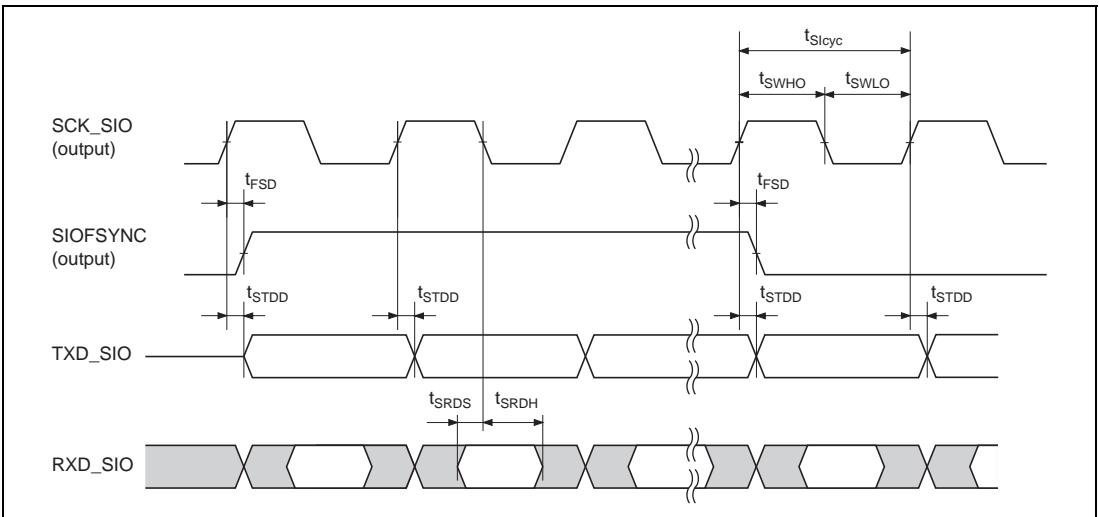 tSIcyc
tSWHO tSWLO
SCK_SIO
(output)
tFSD tFSD
SIOFSYNC
(output)
tSTDD tSTDD tSTDD tSTDD
TXD_SIO
tSRDS tSRDH
RXD_SIO